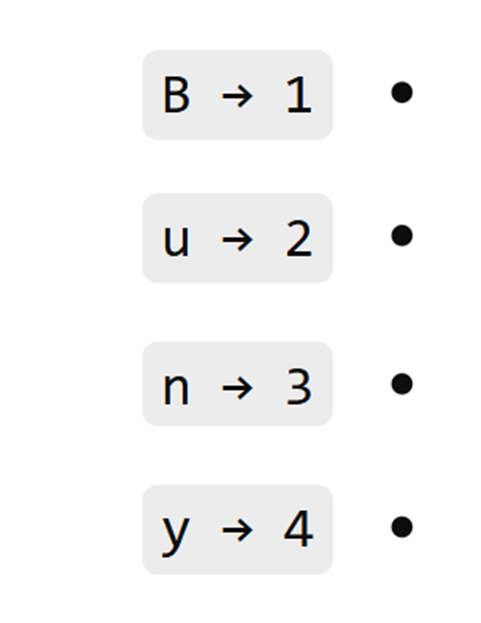 B → 1 •
u → 2 •
n → 3 •
y → 4 •